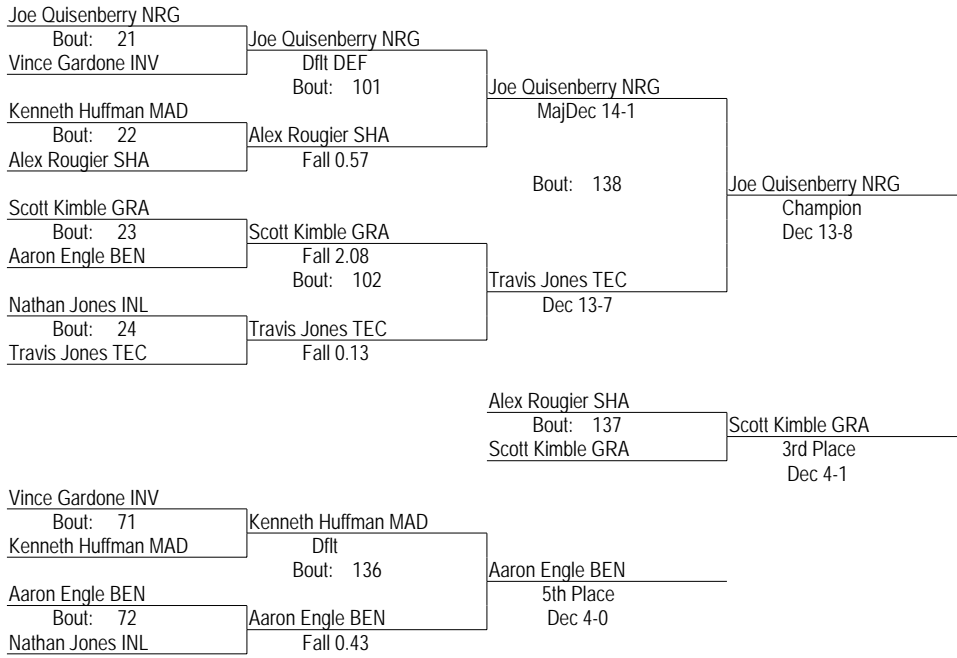 Joe Quisenberry NRG
Bout: 21
Vince Gardone INV
Joe Quisenberry NRG
Dflt DEF
Bout: 101
Kenneth Huffman MAD
Bout: 22
Alex Rougier SHA
Alex Rougier SHA
Fall 0.57
Joe Quisenberry NRG
MajDec 14-1
Bout: 138
Joe Quisenberry NRG
Champion
Dec 13-8
Scott Kimble GRA
Bout: 23
Aaron Engle BEN
Scott Kimble GRA
Fall 2.08
Bout: 102
Nathan Jones INL
Bout: 24
Travis Jones TEC
Travis Jones TEC
Fall 0.13
Travis Jones TEC
Dec 13-7
Alex Rougier SHA
Bout: 137
Scott Kimble GRA
Scott Kimble GRA
3rd Place
Dec 4-1
Vince Gardone INV
Bout: 71
Kenneth Huffman MAD
Kenneth Huffman MAD
Dflt
Bout: 136
Aaron Engle BEN
Bout: 72
Nathan Jones INL
Aaron Engle BEN
Fall 0.43
Aaron Engle BEN
5th Place
Dec 4-0